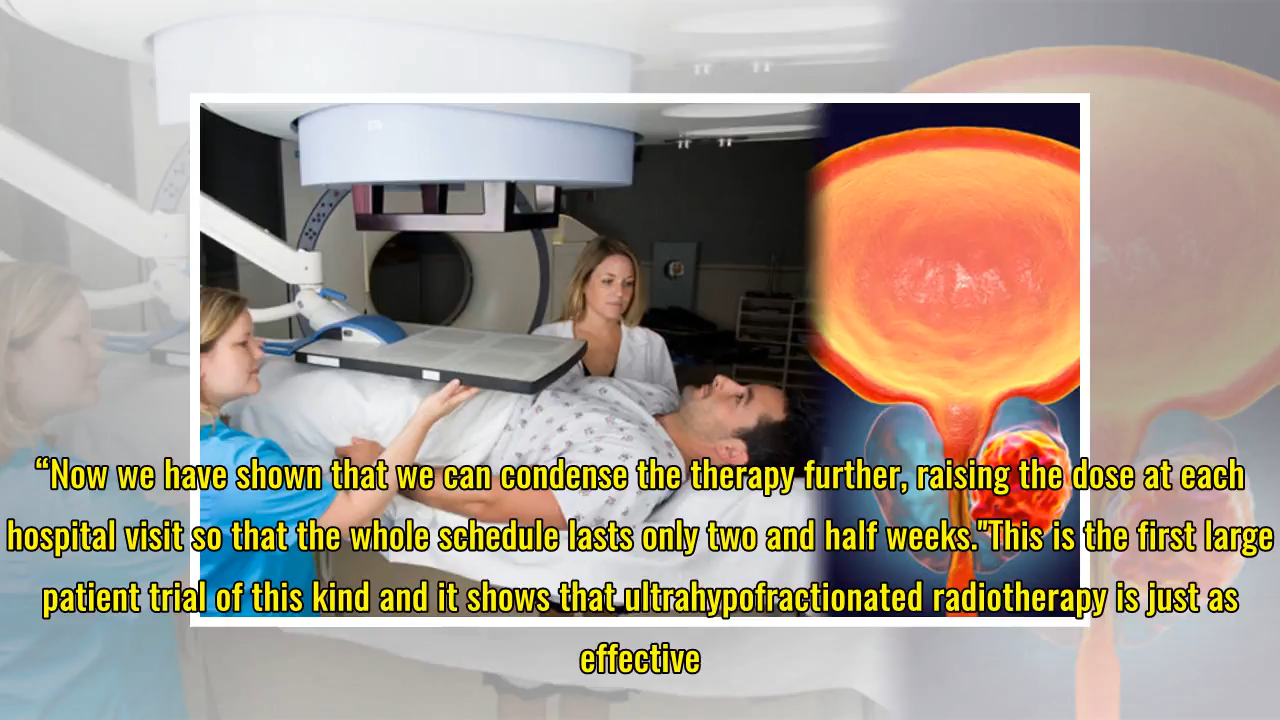 “Now we have shown that we can condense the therapy further, raising the dose at each
hospital visit so that the whole schedule lasts only two and half weeks."This is the first large
patient trial of this kind and it shows that ultrahypofractionated radiotherapy is just as
effective